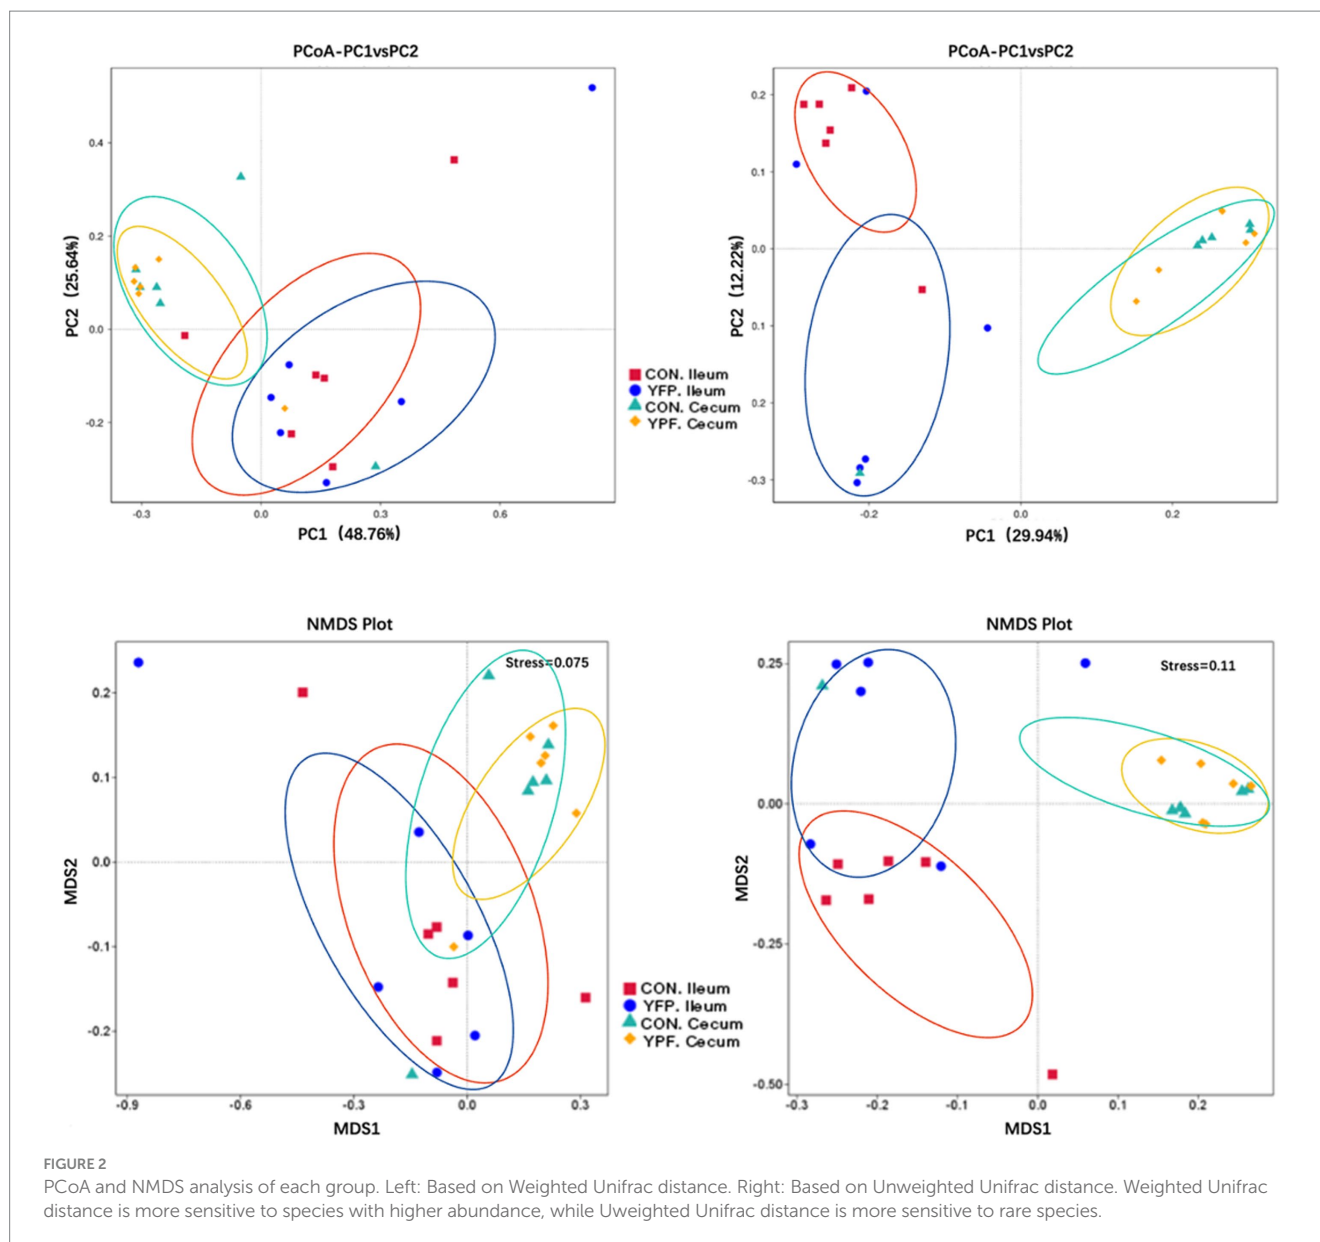 PCoA-PC1vsPC2
PCoA-PC1vsPC2
0.4
0.2
0.0
-0.2
PC2 (25.64%)
-0.3
0.0
0.3
0.6
PC1 (48.76%)
0.2
0.1
0.0
0.1
0.2
-0.3
PC2 (12.22%)
-0.2
0.0
0.2
PC1 (29.94%)
CON. Ileum
YFP. Ileum
CON. Cecum
YPF. Cecum
NMDS Plot
NMDS Plot
Stress=0.075
0.2
0.1
0.0
-0.1
-0.2
MDS2
-0.9
-0.6
-0.3
0.0
0.3
MDS1
Stress=0.11
0.25
0.00
-0.25
-0.50
MDS2
-0.3
-0.2
-0.1
0.0
0.1
0.2
MDS1
CON. Ileum
YFP. Ileum
CON. Cecum
YPF. Cecum
FIGURE 2
PCoA and NMDS analysis of each group. Left: Based on Weighted Unifrac distance. Right: Based on Unweighted Unifrac distance. Weighted Unifrac
distance is more sensitive to species with higher abundance, while Uweighted Unifrac distance is more sensitive to rare species.